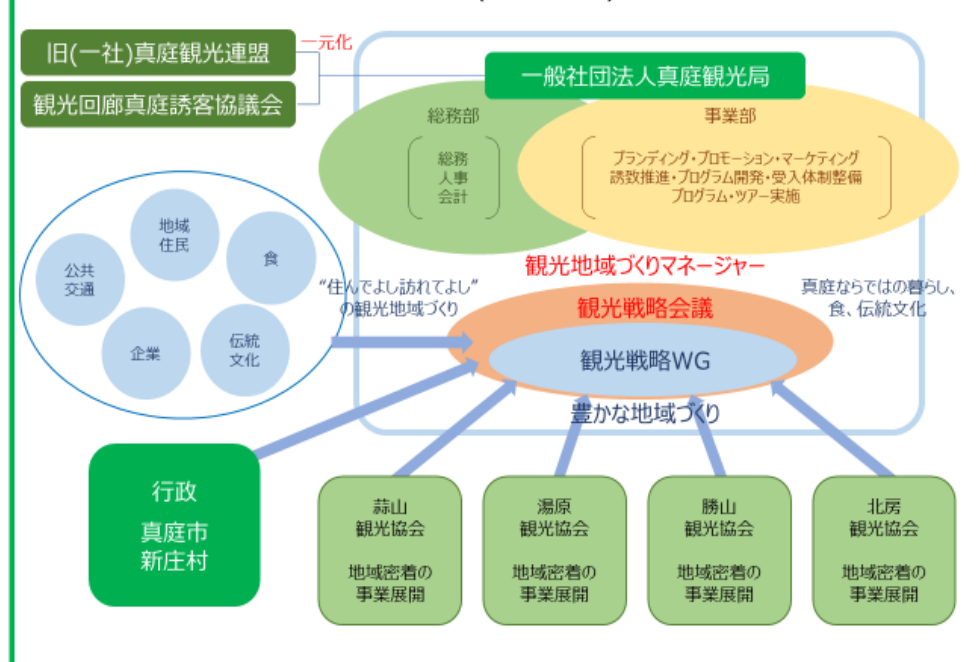 旧(一社)真庭観光連盟
一元化
観光回廊真庭誘客協議会
一般社団法人真庭観光局
総務部
総務
人事
会計
事業部
ブランディング・プロモーション・マーケティング
誘致推進・プログラム開発・受入体制整備
プログラム・ツアー実施
地域
住民
食
公共
交通
企業
伝統
文化
観光地域づくりマネージャー
“住んでよし訪れてよし”
の観光地域づくり
真庭ならではの暮らし、
食、伝統文化
観光戦略会議
観光戦略WG
豊かな地域づくり
行政
真庭市
新庄村
蒜山
観光協会
地域密着の
事業展開
湯原
観光協会
地域密着の
事業展開
勝山
観光協会
地域密着の
事業展開
北房
観光協会
地域密着の
事業展開